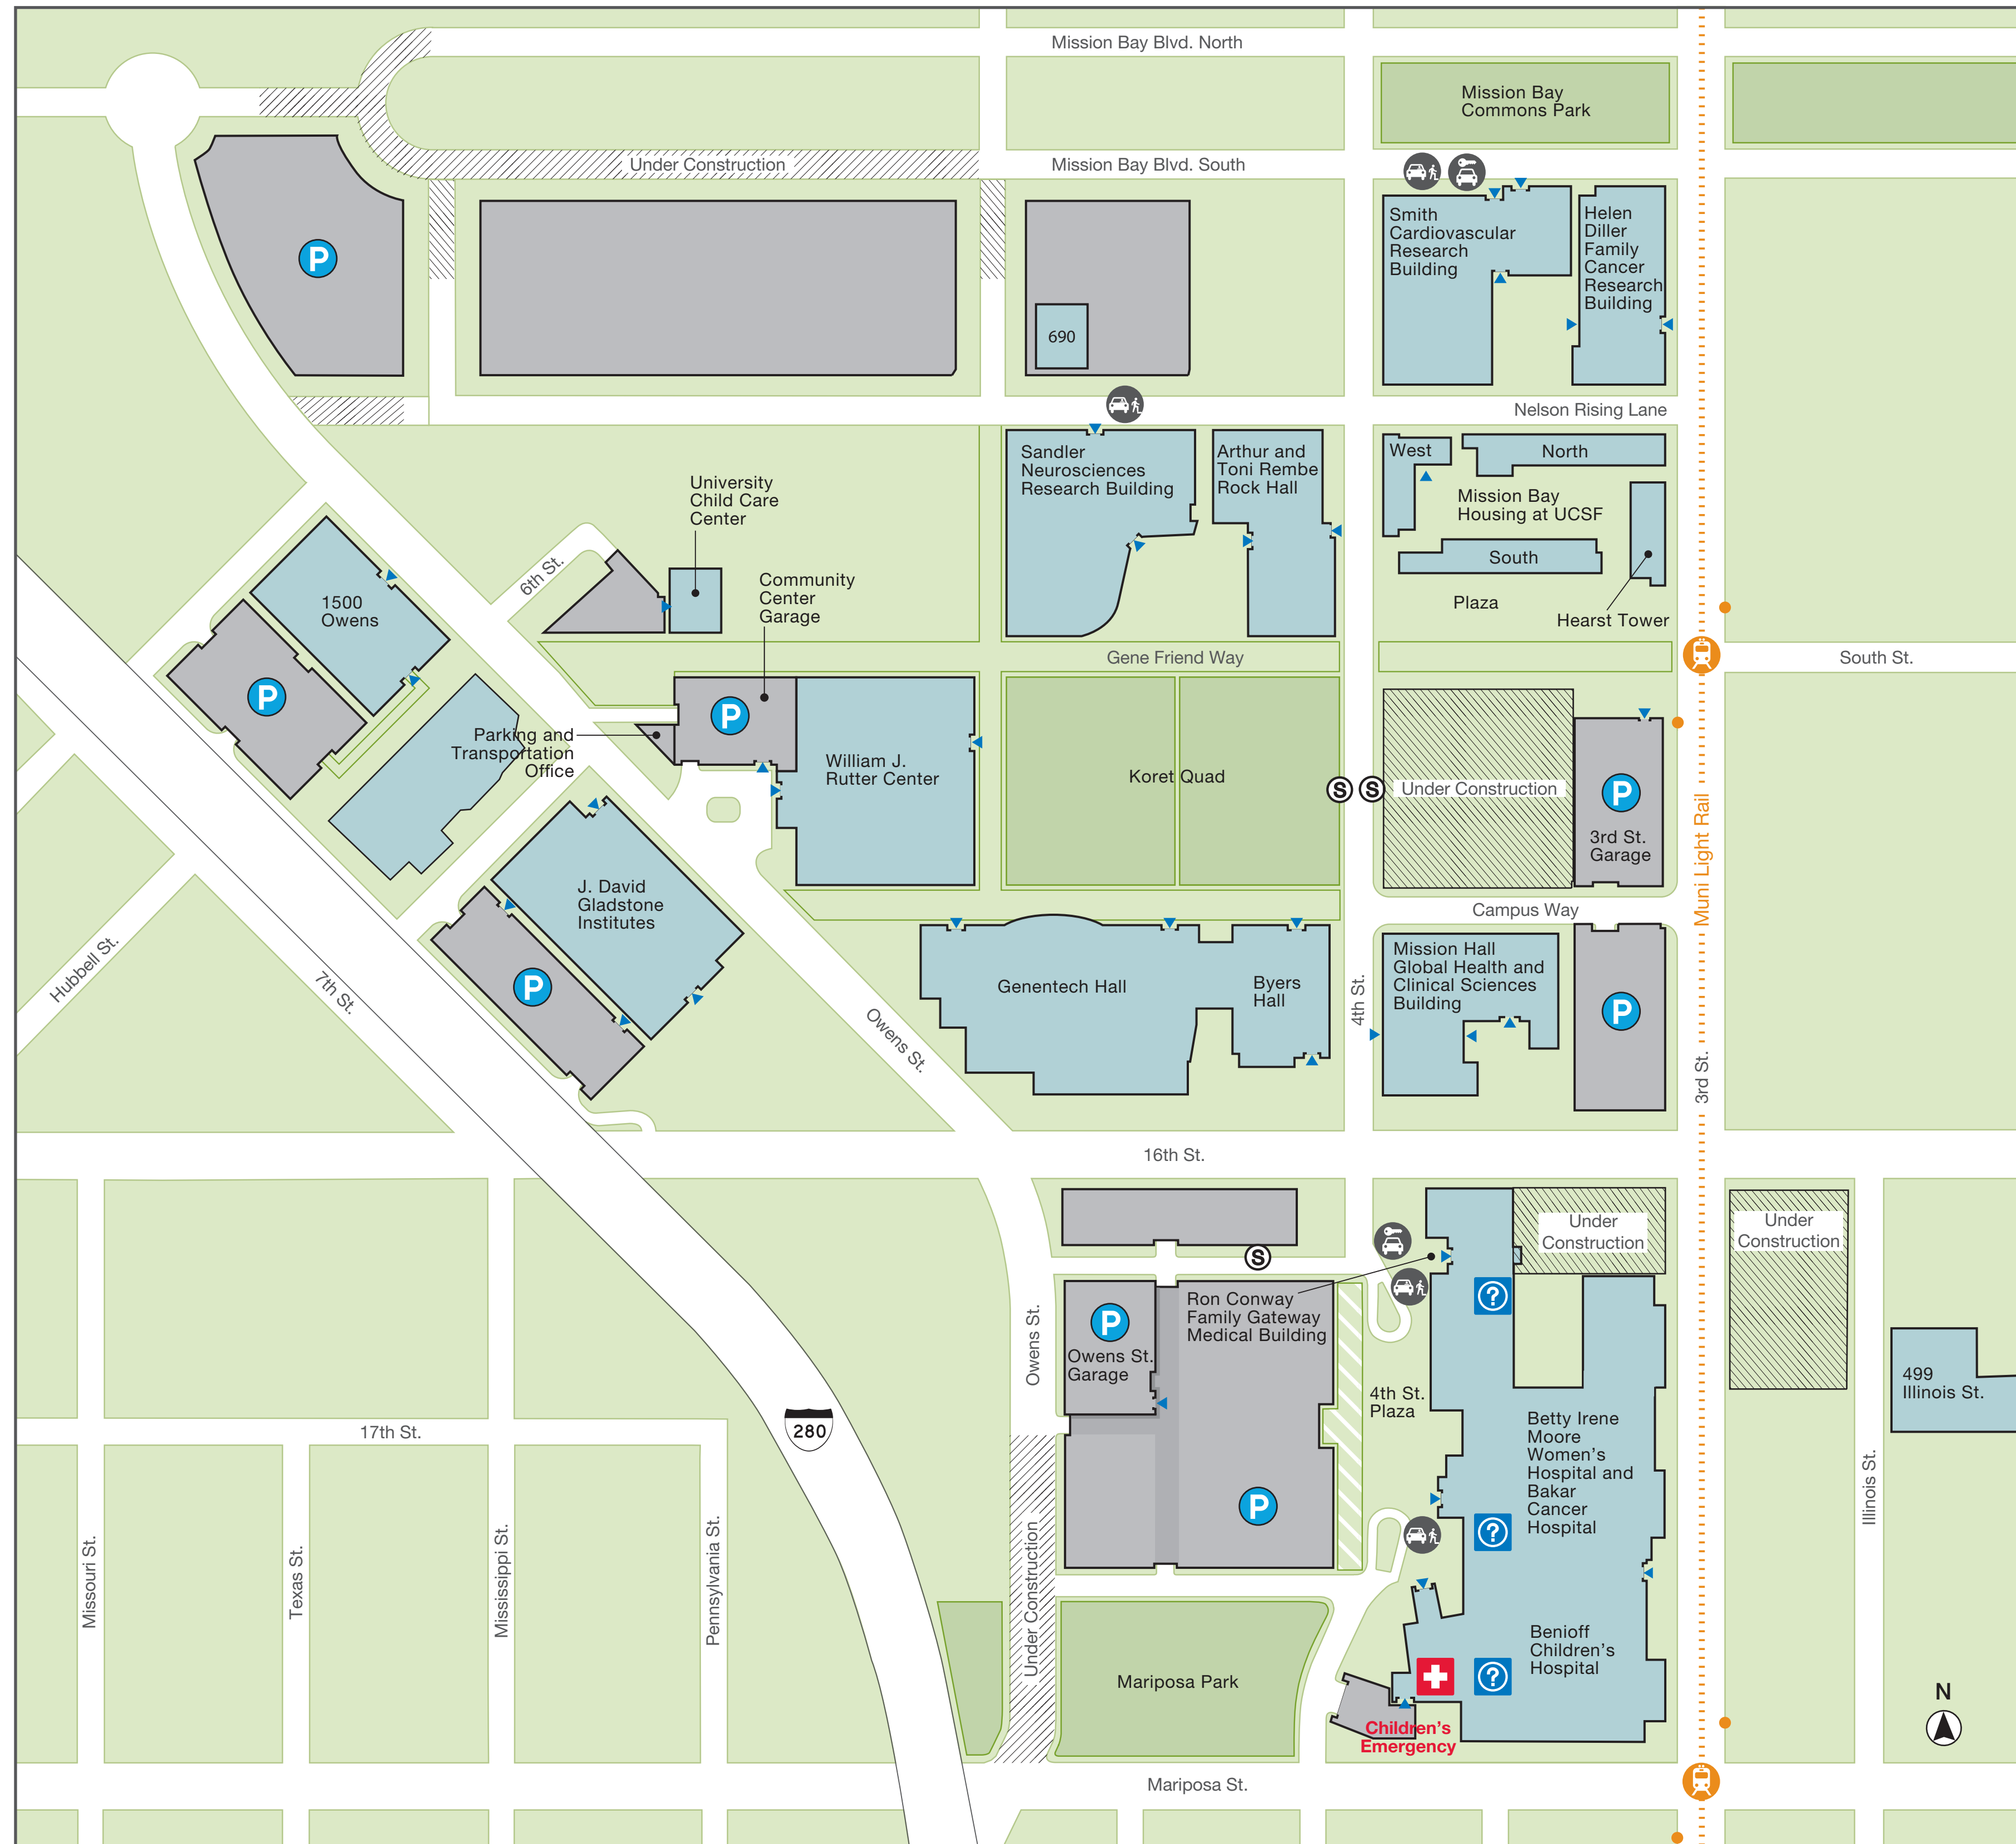 Mission Bay Blvd. North
Mission Bay
Commons Park
Under Construction
Mission Bay Blvd. South
Smith
Cardiovascular
Research
Building
Helen
Diller
Family
Cancer
Research
Building
P
690
Nelson Rising Lane
Sandler
Neurosciences
Research Building
Arthur and
Toni Rembe
Rock Hall
West
North
Mission Bay
Housing at UCSF
South
Plaza
Hearst Tower
University
Child Care
Center
6th St.
Community
Center
Garage
1500
Owens
P
Gene Friend Way
South St.
P
Parking and
Transportation
Office
William J.
Rutter Center
Koret Quad
S
S
Under Construction
P
3rd St.
Garage
Muni Light Rail
J. David
Gladstone
Institutes
P
Campus Way
Hubbell St.
7th St.
Owens St.
Genentech Hall
Byers
Hall
4th St.
Mission Hall
Global Health and
Clinical Sciences
Building
P
3rd St.
16th St.
Under
Construction
Under
Construction
S
?
Ron Conway
Family Gateway
Medical Building
P
Owens St.
Garage
Owens St.
4th St.
Plaza
499
Illinois St.
280
17th St.
Betty Irene
Moore
Women's
Hospital and
Bakar
Cancer
Hospital
P
?
Illinois St.
Missouri St.
Texas St.
Mississippi St.
Pennsylvania St.
Under Construction
Mariposa Park
Benioff
Children's
Hospital
?
Children's
Emergency
N
Mariposa St.